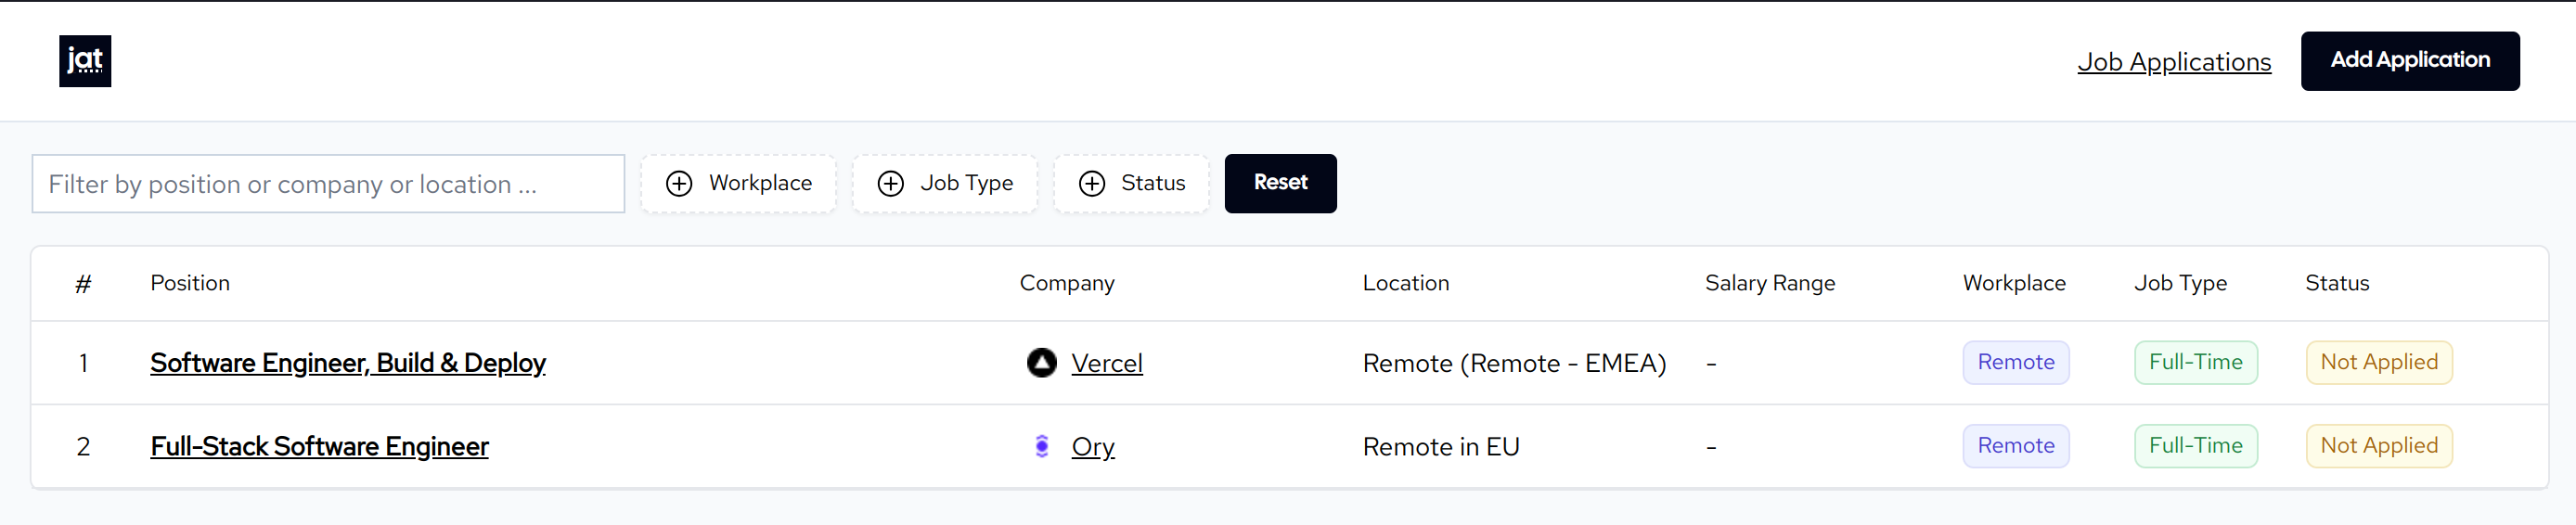 jat
Job Applications
Add Application
Filter by position or company or location ...
Workplace
Job Type
Status
Reset
# Position Company Location Salary Range Workplace Job Type Status
1 Software Engineer, Build & Deploy Vercel Remote (Remote - EMEA) - Remote Full-Time Not Applied
2 Full-Stack Software Engineer Ory Remote in EU - Remote Full-Time Not Applied